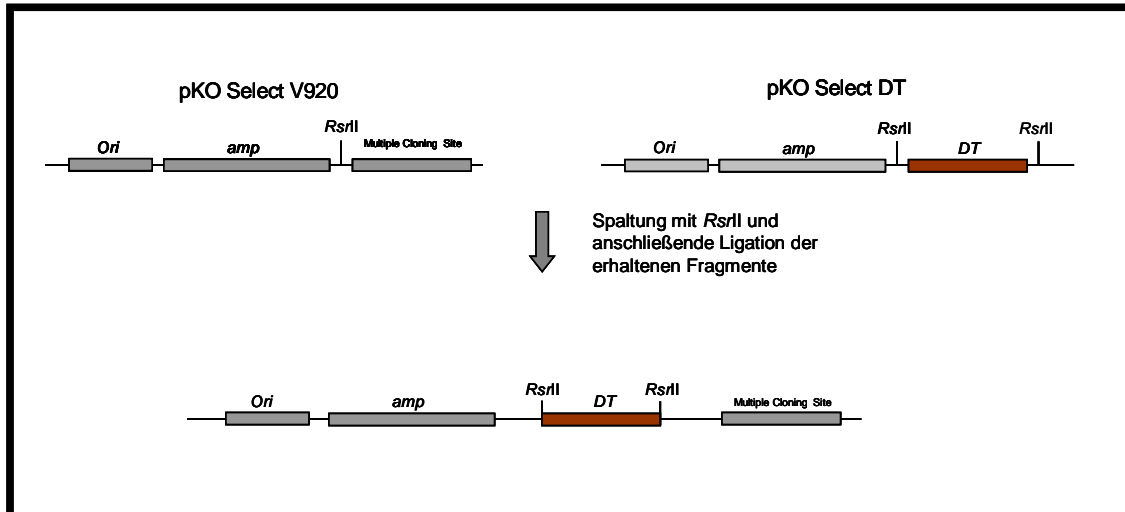 pKO Select V920
RsrII
Ori
amp
Multiple Cloning Site
pKO Select DT
RsrII
RsrII
Ori
amp
DT
Spaltung mit RsrII und
anschließende Ligation der
erhaltenen Fragmente
RsrII
RsrII
Ori
amp
DT
Multiple Cloning Site